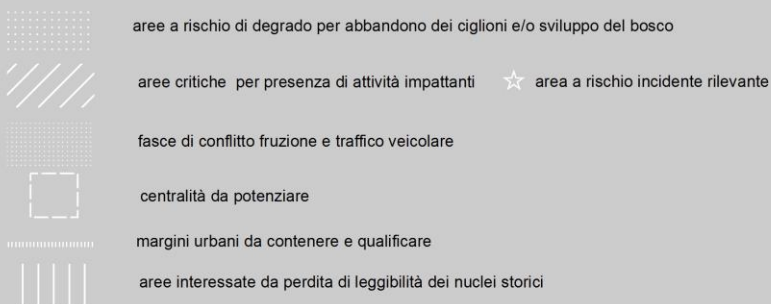 aree a rischio di degrado per abbandono dei ciglioni e/o sviluppo del bosco
aree critiche per presenza di attività impattanti
area a rischio incidente rilevante
fasce di conflitto fruzione e traffico veicolare
centralità da potenziare
margini urbani da contenere e qualificare
aree interessate da perdita di leggibilità dei nuclei storici